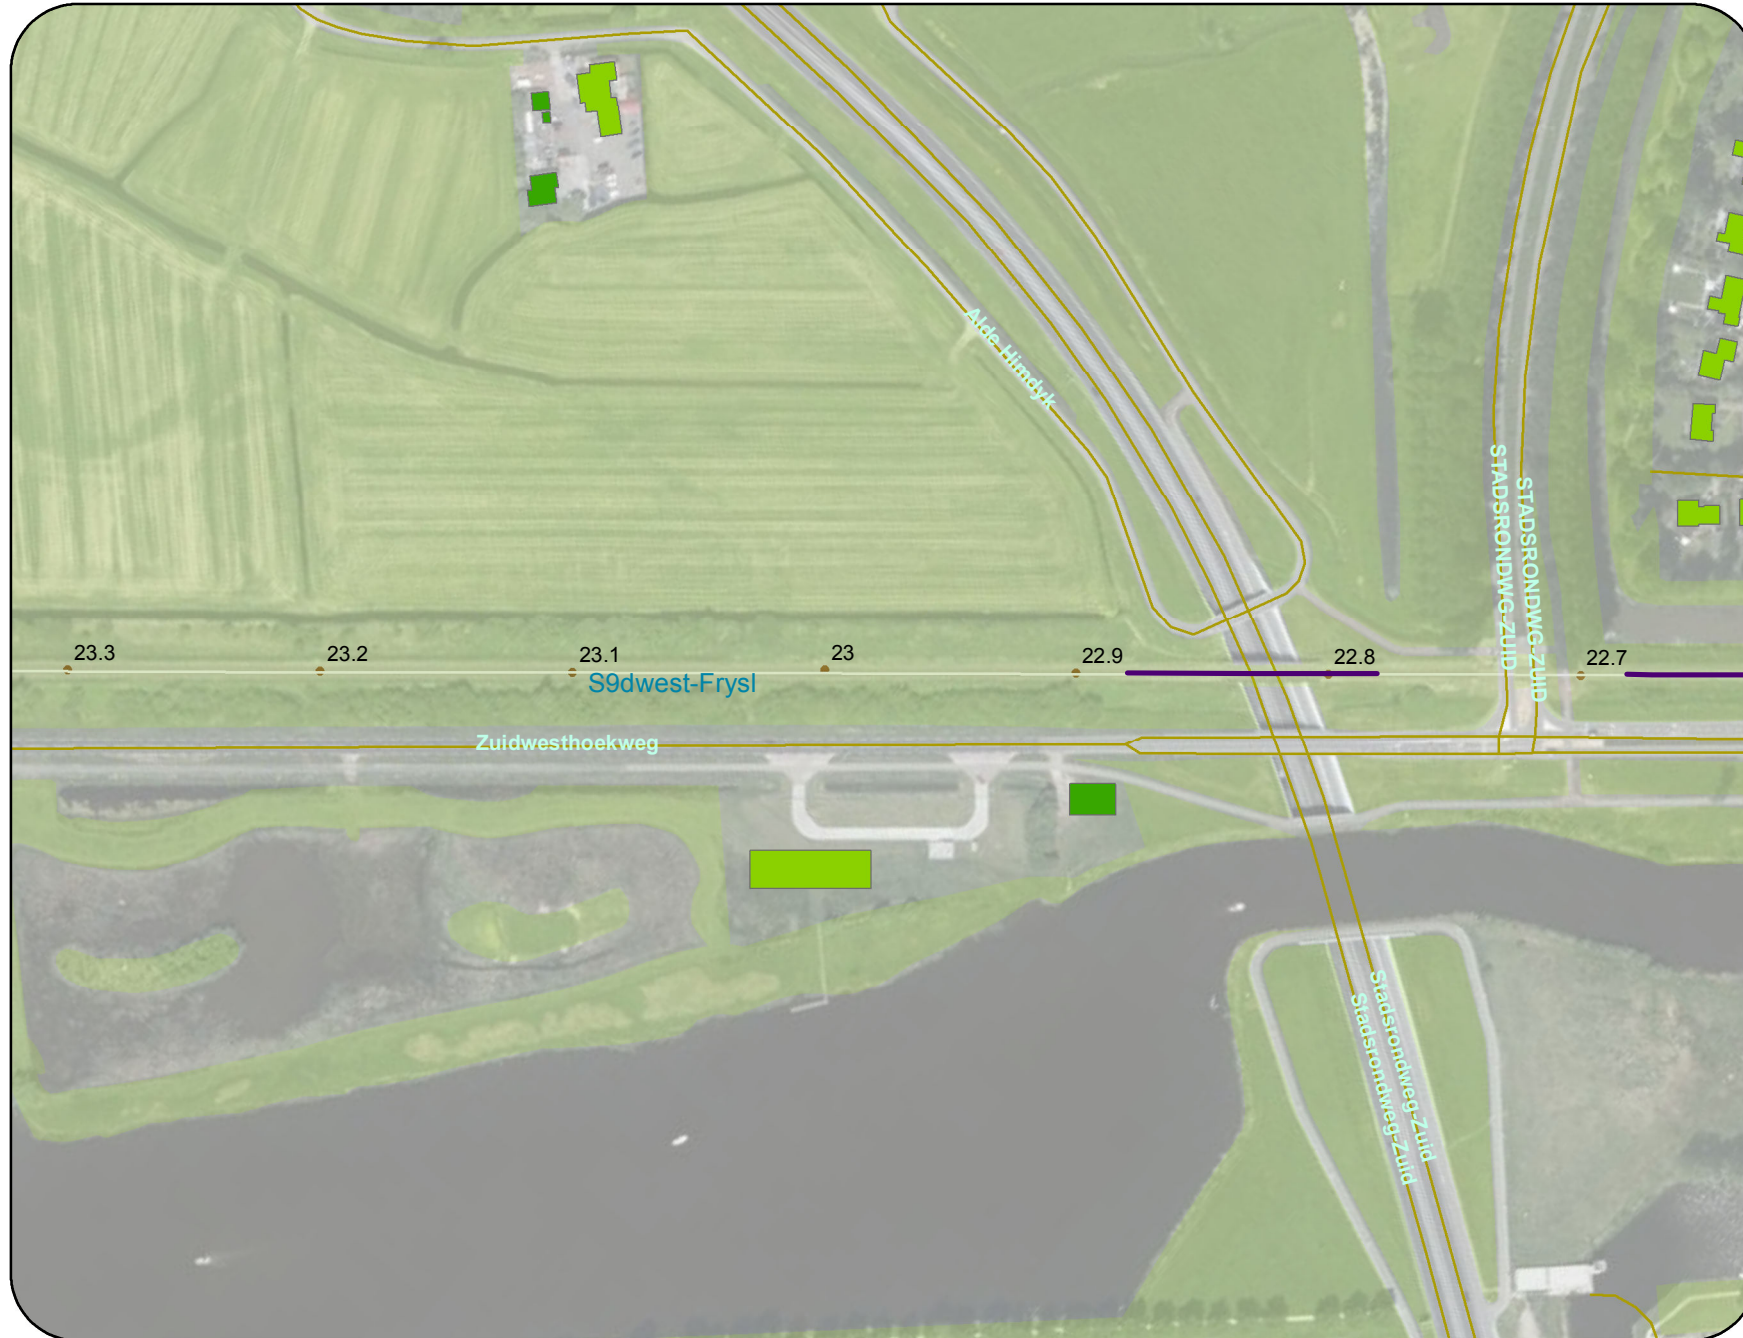 Alde Himdyk
STADSRONDWG-ZUID
STADSRONDWG-ZUID
23.3
23.2
23.1
23
22.9
22.8
22.7
S9dwest-Frysl
Zuidwesthoekweg
Stadsrondweg-Zuid
Stadsrondweg-Zuid